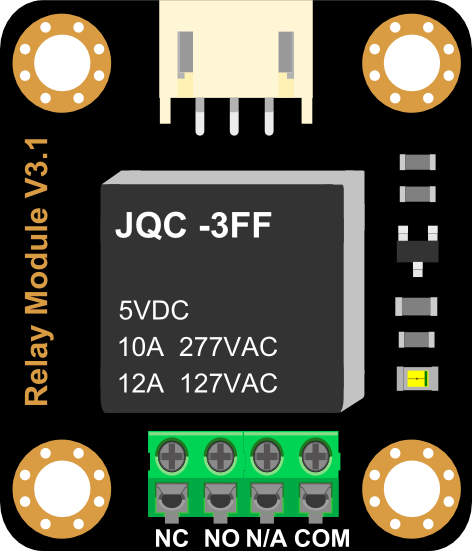 Relay Module V3.1
JQC -3FF
5VDC
10A 277VAC
12A 127VAC
NC NO N/A COM